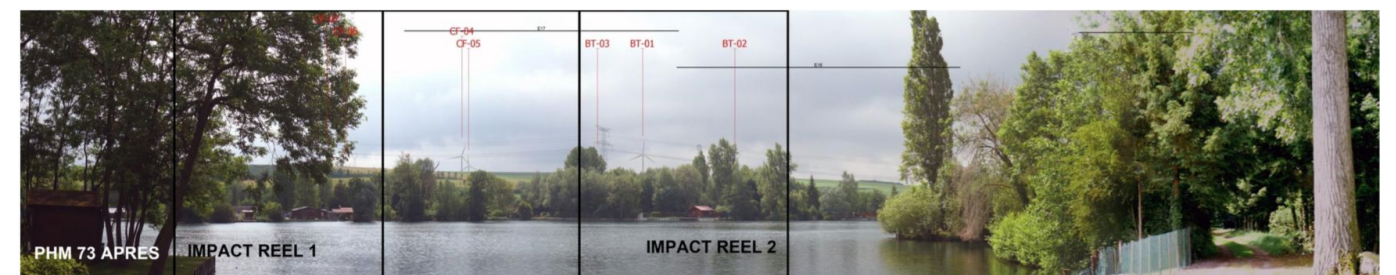 CF-04
CF-05
BT-03 BT-01 BT-02
PHM 73 APRES
IMPACT REEL 1
IMPACT REEL 2